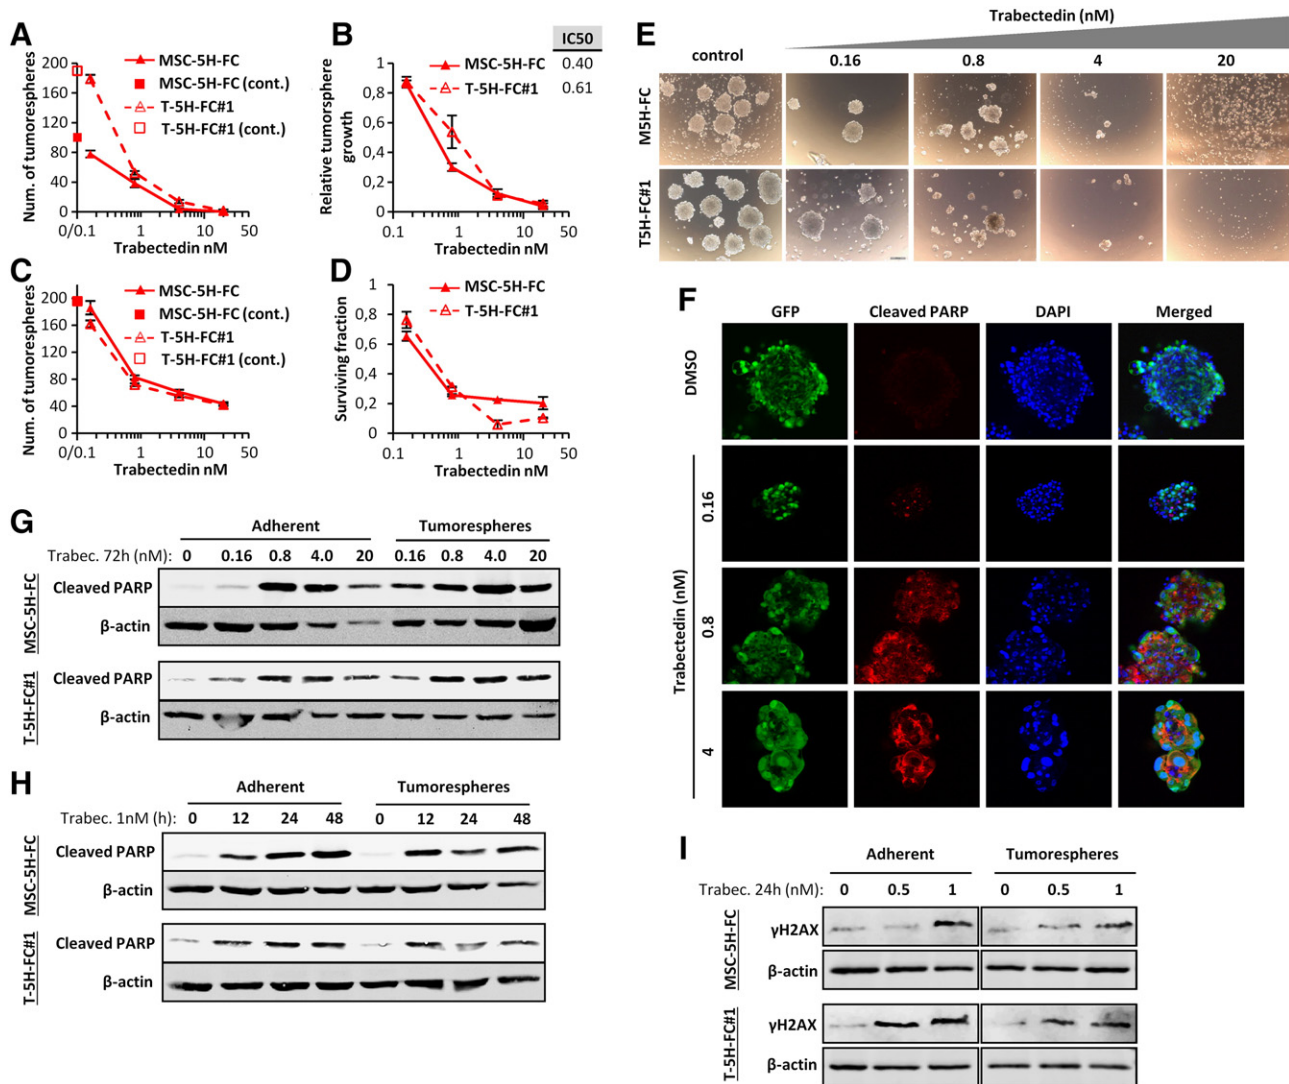 A
Num. of tumorespheres
200
160
120
80
40
0
0/0.1 1 10 50
Trabectedin nM
MSC-5H-FC
MSC-5H-FC (cont.)
T-5H-FC#1
T-5H-FC#1 (cont.)
B
Relative tumorsphere growth
1
0,8
0,6
0,4
0,2
0
0.1 1 10 50
Trabectedin nM
IC50
MSC-5H-FC 0.40
T-5H-FC#1 0.61
C
Num. of tumorespheres
200
160
120
80
40
0
0/0.1 1 10 50
Trabectedin nM
MSC-5H-FC
MSC-5H-FC (cont.)
T-5H-FC#1
T-5H-FC#1 (cont.)
D
Surviving fraction
1
0,8
0,6
0,4
0,2
0
0.1 1 10 50
Trabectedin nM
MSC-5H-FC
T-5H-FC#1
E
Trabectedin (nM)
control 0.16 0.8 4 20
M5H-FC
T5H-FC#1
F
GFP Cleaved PARP DAPI Merged
DMSO
Trabectedin (nM)
0.16
0.8
4
G
Adherent Tumorespheres
Trabec. 72h (nM): 0 0.16 0.8 4.0 20 0.16 0.8 4.0 20
MSC-5H-FC
Cleaved PARP
β-actin
T-5H-FC#1
Cleaved PARP
β-actin
H
Adherent Tumorespheres
Trabec. 1nM (h): 0 12 24 48 0 12 24 48
MSC-5H-FC
Cleaved PARP
β-actin
T-5H-FC#1
Cleaved PARP
β-actin
I
Adherent Tumorespheres
Trabec. 24h (nM): 0 0.5 1 0 0.5 1
MSC-5H-FC
γH2AX
β-actin
T-5H-FC#1
γH2AX
β-actin